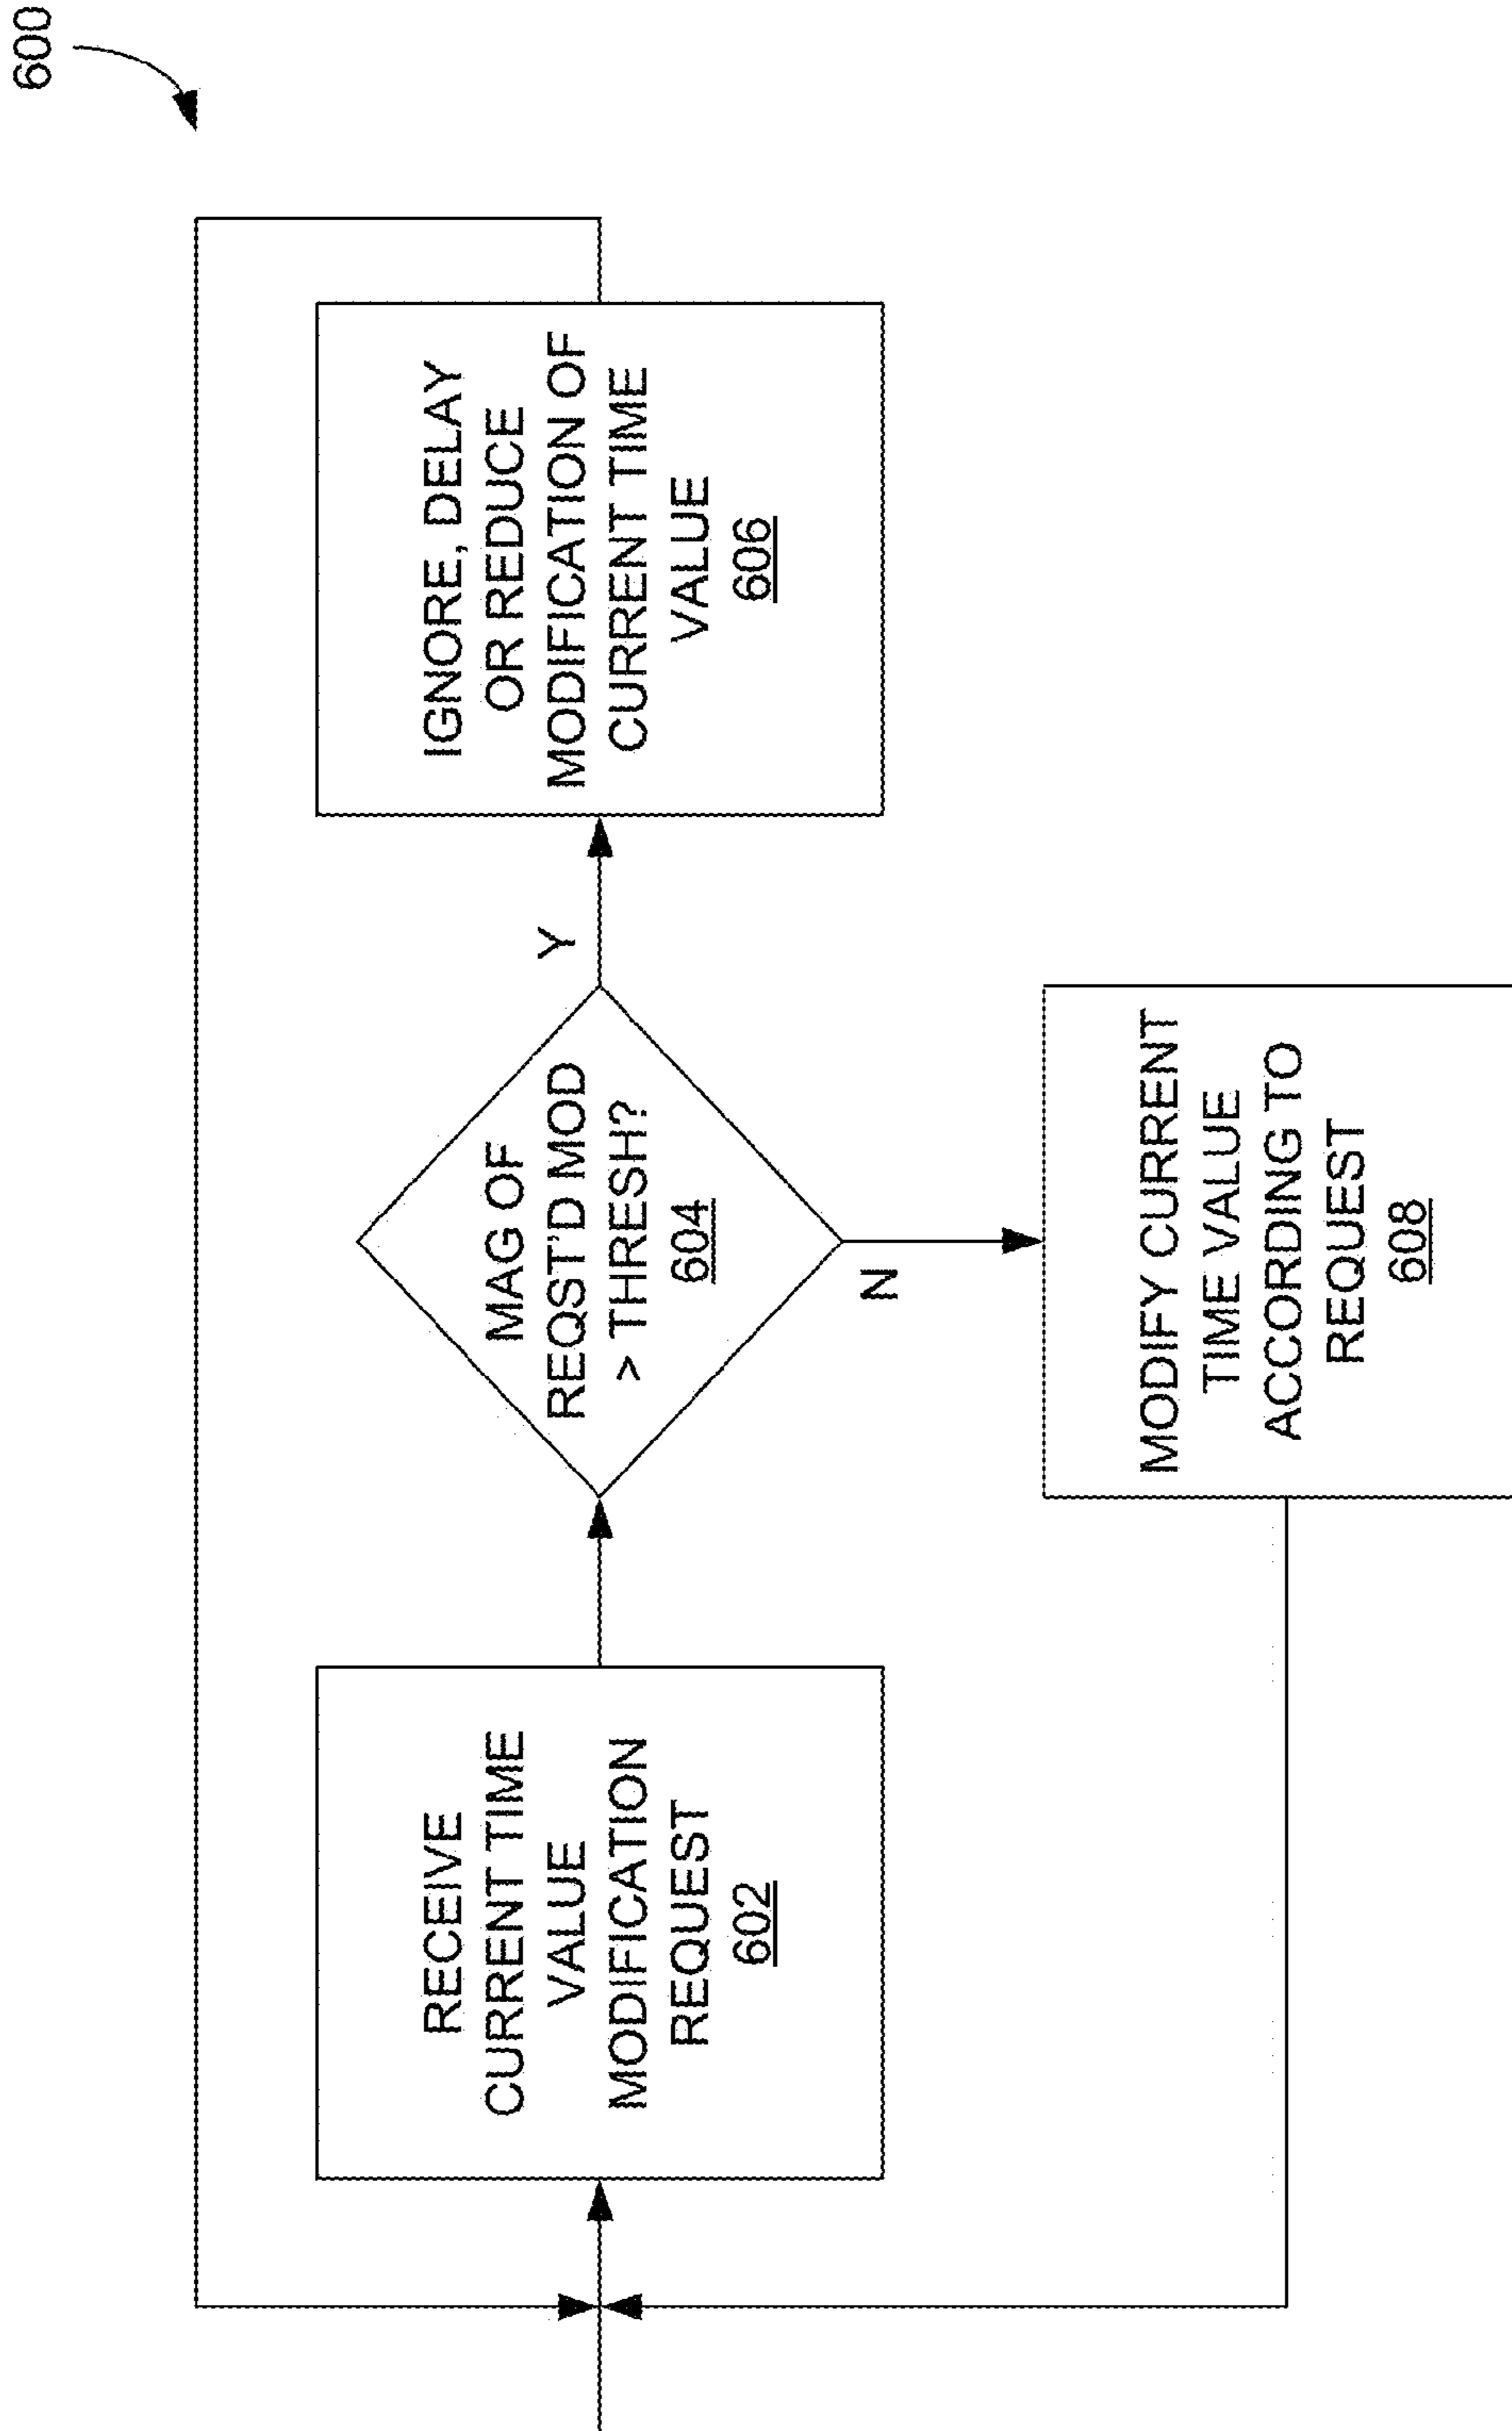 600
RECEIVE
CURRENT TIME
VALUE
MODIFICATION
REQUEST
602
MAG OF
REQST'D MOD
> THRESH?
604
Y
IGNORE, DELAY
OR REDUCE
MODIFICATION OF
CURRENT TIME
VALUE
606
N
MODIFY CURRENT
TIME VALUE
ACCORDING TO
REQUEST
608